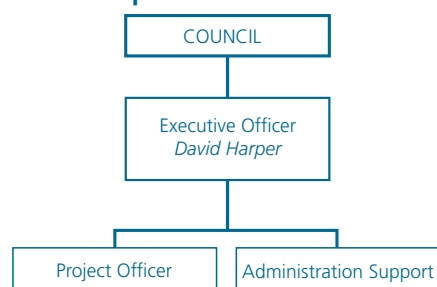 COUNCIL
Executive Officer
David Harper
Project Officer
Administration Support